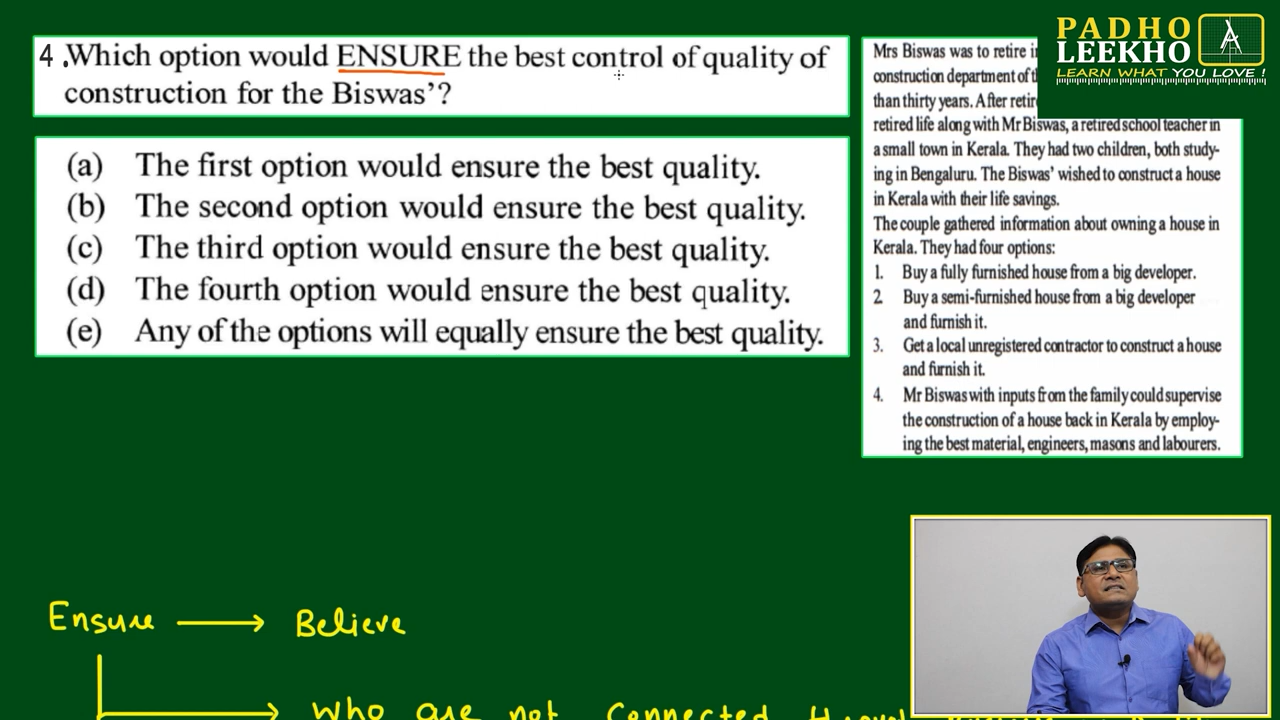 4. Which option would ENSURE the best control of quality of
construction for the Biswas’?
(a) The first option would ensure the best quality.
(b) The second option would ensure the best quality.
(c) The third option would ensure the best quality.
(d) The fourth option would ensure the best quality.
(e) Any of the options will equally ensure the best quality.
PADHO
LEEKHO
LEARN WHAT YOU LOVE !
Mrs Biswas was to retire
construction department of
than thirty years. After
retired life along with Mr Biswas, a retired school teacher in
a small town in Kerala. They had two children, both study-
ing in Bengaluru. The Biswas’ wished to construct a house
in Kerala with their life savings.
The couple gathered information about owning a house in
Kerala. They had four options:
1. Buy a fully furnished house from a big developer.
2 Buy a semi-furnished house from a big developer
and furnish it.
3. Get a local unregistered contractor to construct a house
and furnish it.
4. Mr Biswas with inputs from the family could supervise
the construction of a house back in Kerala by employ-
ing the best material, engineers, masons and labourers.
Ensure → Believe
→ Who are not connected